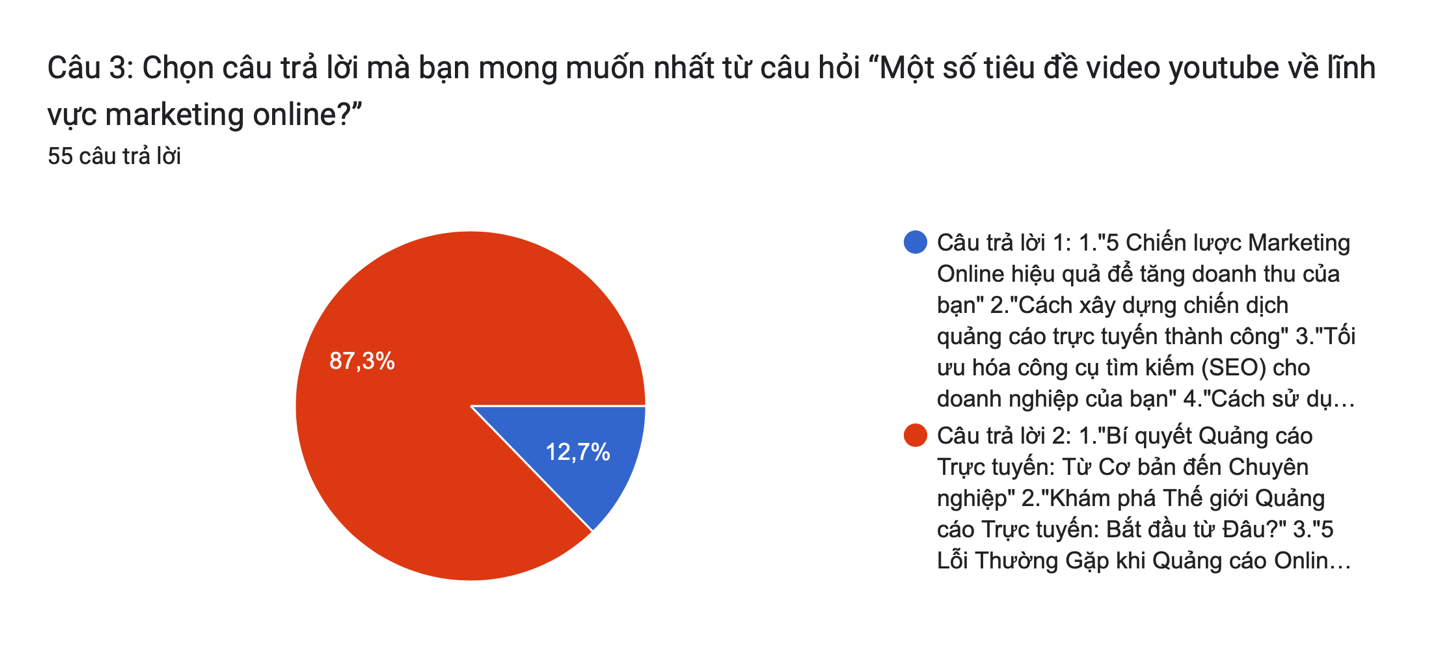 Câu 3: Chọn câu trả lời mà bạn mong muốn nhất từ câu hỏi “Một số tiêu đề video youtube về lĩnh
vực marketing online?”
55 câu trả lời
87,3%
12,7%
Câu trả lời 1: 1."5 Chiến lược Marketing
Online hiệu quả để tăng doanh thu của
bạn" 2."Cách xây dựng chiến dịch
quảng cáo trực tuyến thành công" 3."Tối
ưu hóa công cụ tìm kiếm (SEO) cho
doanh nghiệp của bạn" 4."Cách sử dụ…
Câu trả lời 2: 1."Bí quyết Quảng cáo
Trực tuyến: Từ Cơ bản đến Chuyên
nghiệp" 2."Khám phá Thế giới Quảng
cáo Trực tuyến: Bắt đầu từ Đâu?" 3."5
Lỗi Thường Gặp khi Quảng cáo Onlin…